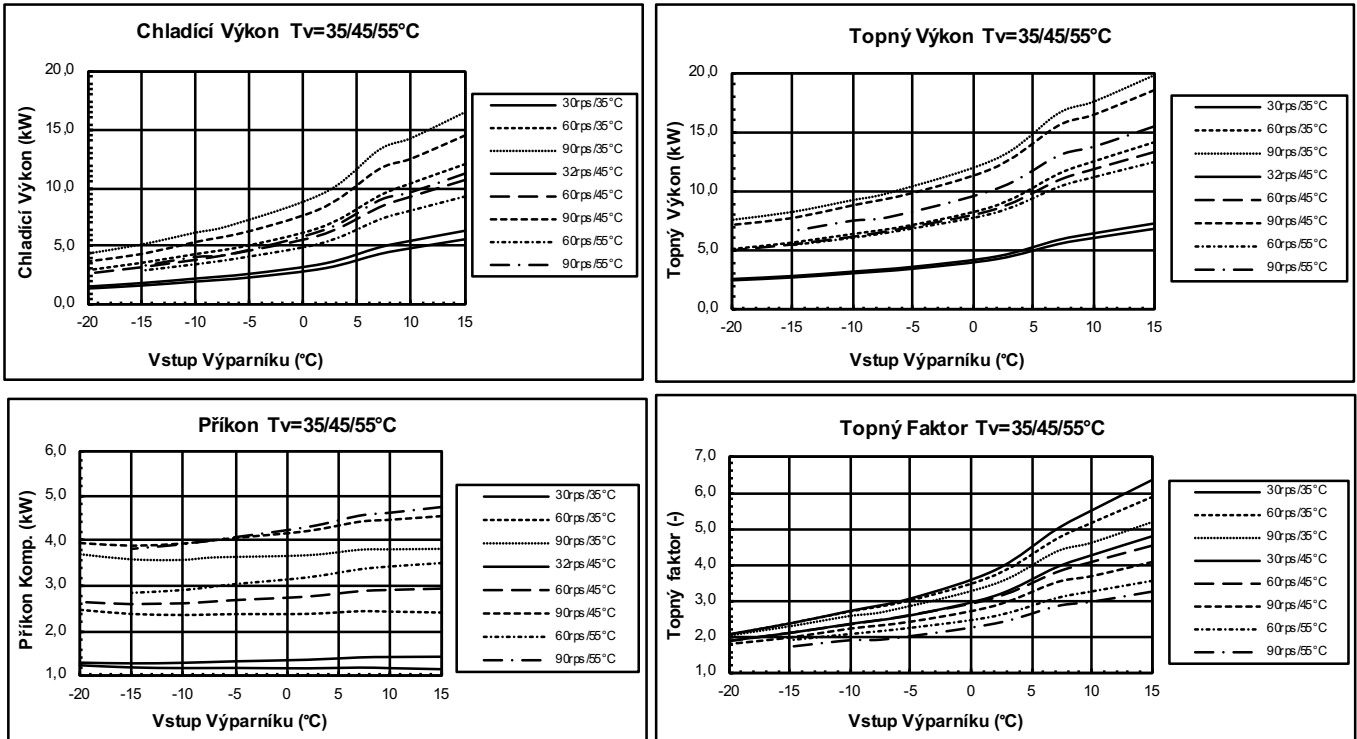 Chladící Výkon Tv=35/45/55°C
Chladící Výkon (kW)
20,0
15,0
10,0
5,0
0,0
-20 -15 -10 -5 0 5 10 15
Vstup Výparníku (°C)
30rps/35°C
60rps/35°C
90rps/35°C
32rps/45°C
60rps/45°C
90rps/45°C
60rps/55°C
90rps/55°C
Topný Výkon Tv=35/45/55°C
Topný Výkon (kW)
20,0
15,0
10,0
5,0
0,0
-20 -15 -10 -5 0 5 10 15
Vstup Výparníku (°C)
30rps/35°C
60rps/35°C
90rps/35°C
32rps/45°C
60rps/45°C
90rps/45°C
60rps/55°C
90rps/55°C
Příkon Tv=35/45/55°C
Příkon Komp. (kW)
6,0
5,0
4,0
3,0
2,0
1,0
-20 -15 -10 -5 0 5 10 15
Vstup Výparníku (°C)
30rps/35°C
60rps/35°C
90rps/35°C
32rps/45°C
60rps/45°C
90rps/45°C
60rps/55°C
90rps/55°C
Topný Faktor Tv=35/45/55°C
Topný faktor (-)
7,0
6,0
5,0
4,0
3,0
2,0
1,0
-20 -15 -10 -5 0 5 10 15
Vstup Výparníku (°C)
30rps/35°C
60rps/35°C
90rps/35°C
30rps/45°C
60rps/45°C
90rps/45°C
60rps/55°C
90rps/55°C